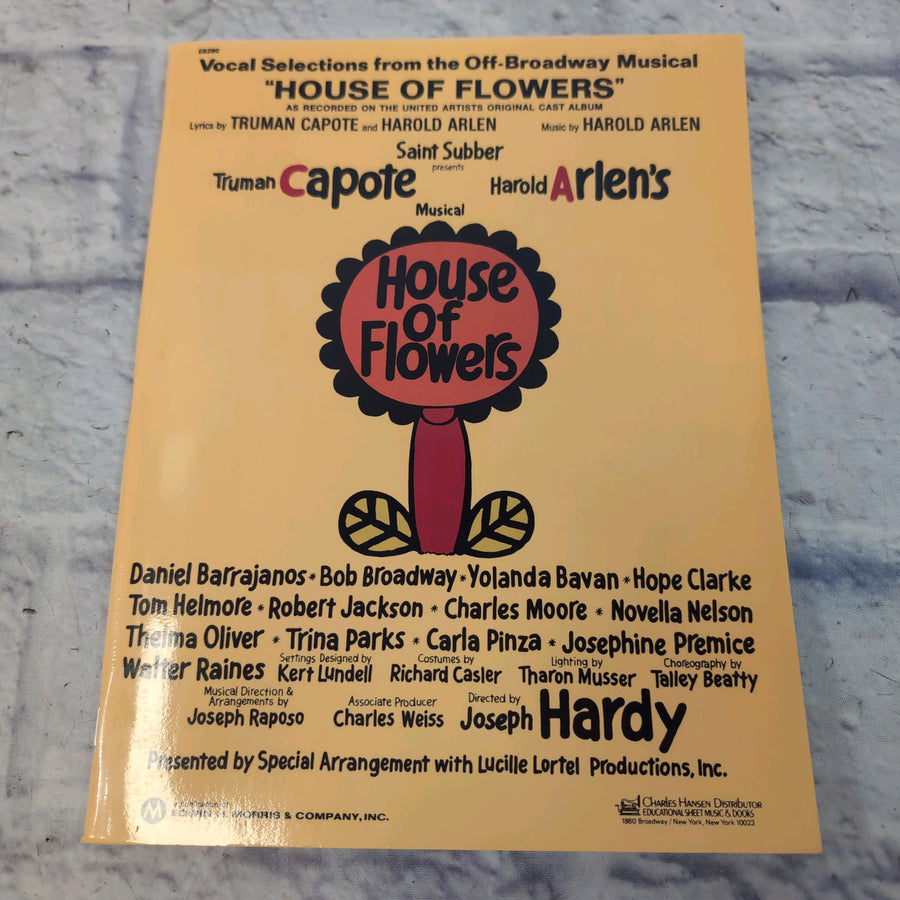 EB280
Vocal Selections from the Off-Broadway Musical
"HOUSE OF FLOWERS"
AS RECORDED ON THE UNITED ARTISTS ORIGINAL CAST ALBUM
Lyrics by TRUMAN CAPOTE and HAROLD ARLEN Music by HAROLD ARLEN
Saint Subber
presents
Truman Capote Harold Arlen's
Musical
House
of
Flowers
Daniel Barrajanos * Bob Broadway * Yolanda Bavan * Hope Clarke
Tom Helmore * Robert Jackson * Charles Moore * Novella Nelson
Thelma Oliver * Trina Parks * Carla Pinza * Josephine Premice
Walter Raines Settings Designed by Kert Lundell Costumes by Richard Casler Lighting by Tharon Musser Choreography by Talley Beatty
Musical Direction & Arrangements by Joseph Raposo Associate Producer Charles Weiss Directed by Joseph Hardy
Presented by Special Arrangement with Lucille Lortel Productions, Inc.
M
a publication of
EDWIN H. MORRIS & COMPANY, INC.
CHARLES HANSEN DISTRIBUTOR
EDUCATIONAL SHEET MUSIC & BOOKS
1860 Broadway / New York, New York 10023